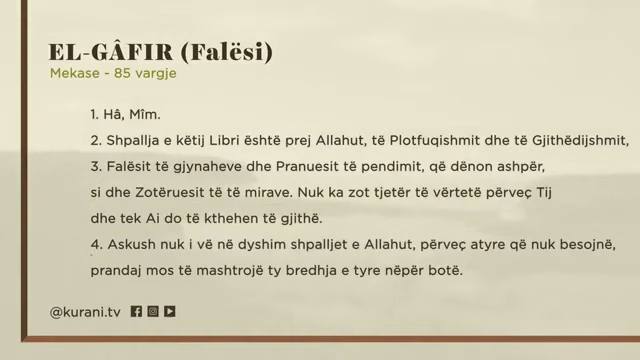 EL-GÂFIR (Falësi)
Mekase - 85 vargje
1. Hâ, Mîm.
2. Shpallja e këtij Libri është prej Allahut, të Plotfuqishmit dhe të Gjithëdijshmit,
3. Falësit të gjynaheve dhe Pranuesit të pendimit, që dënon ashpër,
si dhe Zotëruesit të të mirave. Nuk ka zot tjetër të vërtetë përveç Tij
dhe tek Ai do të kthehen të gjithë.
4. Askush nuk i vë në dyshim shpalljet e Allahut, përveç atyre që nuk besojnë,
prandaj mos të mashtrojë ty bredhja e tyre nëpër botë.
@kurani.tv